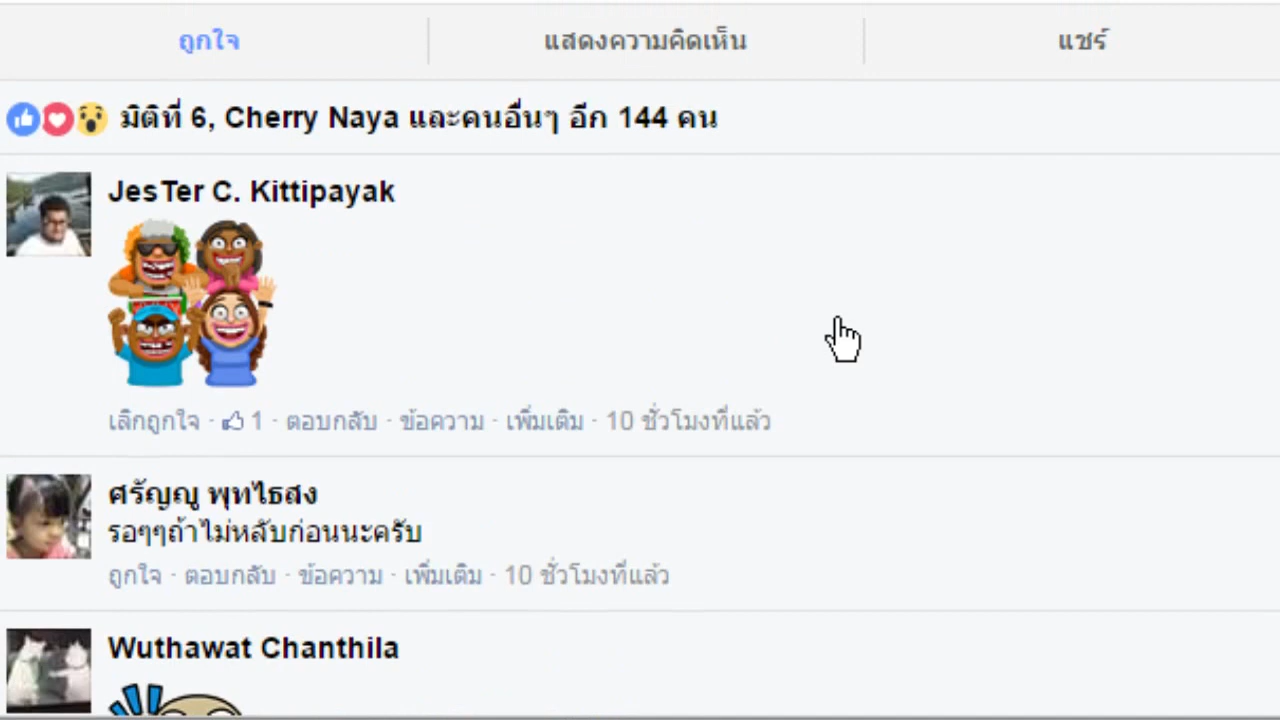 ถูกใจ แสดงความคิดเห็น แชร์
มิติที่ 6, Cherry Naya และคนอื่นๆ อีก 144 คน
JesTer C. Kittipayak
เลิกถูกใจ · 1 · ตอบกลับ · ข้อความ · เพิ่มเติม · 10 ชั่วโมงที่แล้ว
ศรัญญู พุทไธสง
รอๆๆถ้าไม่หลับก่อนนะครับ
ถูกใจ · ตอบกลับ · ข้อความ · เพิ่มเติม · 10 ชั่วโมงที่แล้ว
Wuthawat Chanthila